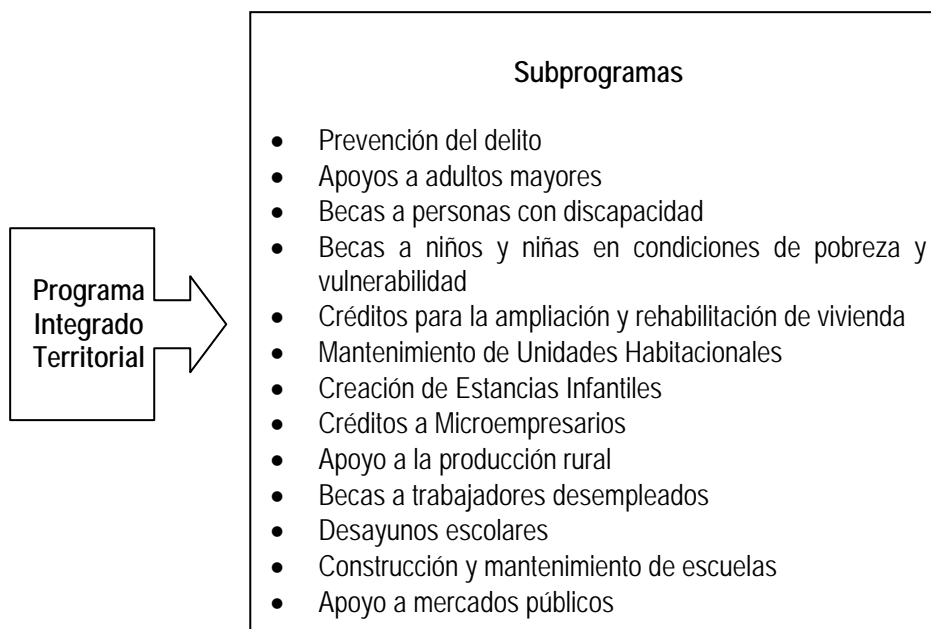 Subprogramas
• Prevención del delito
• Apoyos a adultos mayores
• Becas a personas con discapacidad
• Becas a niños y niñas en condiciones de pobreza y
vulnerabilidad
• Créditos para la ampliación y rehabilitación de vivienda
• Mantenimiento de Unidades Habitacionales
• Creación de Estancias Infantiles
• Créditos a Microempresarios
• Apoyo a la producción rural
• Becas a trabajadores desempleados
• Desayunos escolares
• Construcción y mantenimiento de escuelas
• Apoyo a mercados públicos
Programa
Integrado
Territorial